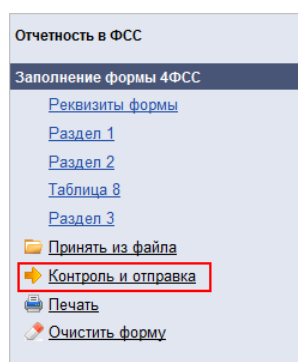 Отчетность в ФСС
Заполнение формы 4ФСС
Реквизиты формы
Раздел 1
Раздел 2
Таблица 8
Раздел 3
Принять из файла
Контроль и отправка
Печать
Очистить форму